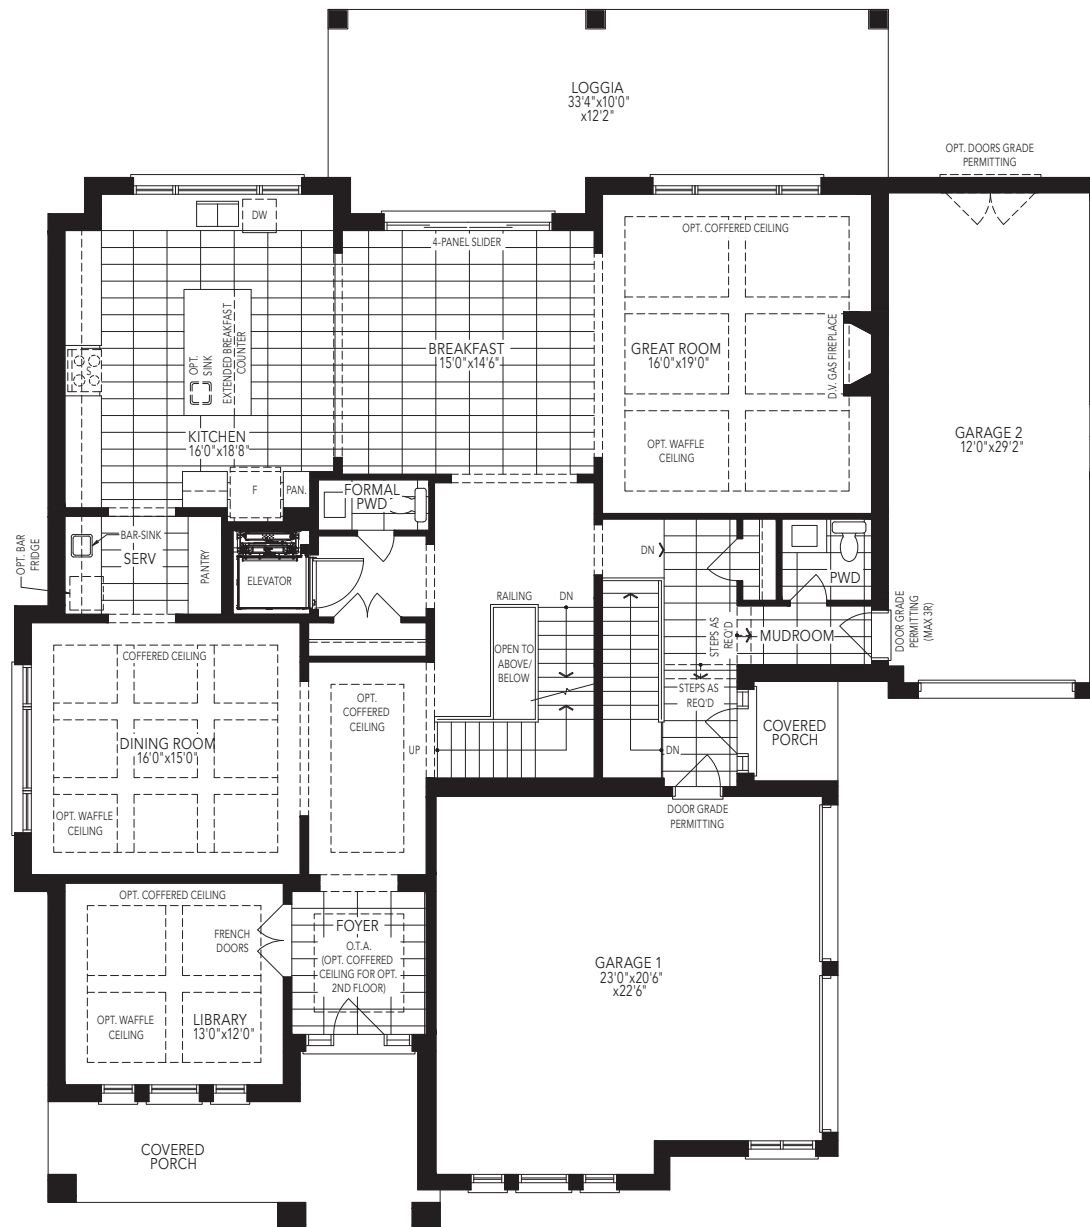 LOGGIA
33'4"x10'0"
x12'2"
OPT. DOORS GRADE
PERMITTING
DW
4-PANEL SLIDER
OPT. COFFERED CEILING
OPT.
SINK
EXTENDED BREAKFAST
COUNTER
S
BREAKFAST
15'0"x14'6"
GREAT ROOM
16'0"x19'0"
D.V. GAS FIREPLACE
OPT. WAFFLE
CEILING
GARAGE 2
12'0"x29'2"
KITCHEN
16'0"x18'8"
F
PAN.
FORMAL
PWD
OPT. BAR
FRIDGE
BAR-SINK
SERV
PANTRY
ELEVATOR
DN
PWD
RAILING
DN
OPEN TO
ABOVE/
BELOW
STEPS AS
REQ'D
MUDROOM
DOOR GRADE
PERMITTING
(MAX 3R)
STEPS AS
REQ'D
COFFERED CEILING
DINING ROOM
16'0"x15'0"
OPT. WAFFLE
CEILING
OPT.
COFFERED
CEILING
UP
DN
COVERED
PORCH
DOOR GRADE
PERMITTING
OPT. COFFERED CEILING
FRENCH
DOORS
FOYER
O.T.A.
(OPT. COFFERED
CEILING FOR OPT.
2ND FLOOR)
OPT. WAFFLE
CEILING
LIBRARY
13'0"x12'0"
GARAGE 1
23'0"x20'6"
x22'6"
COVERED
PORCH